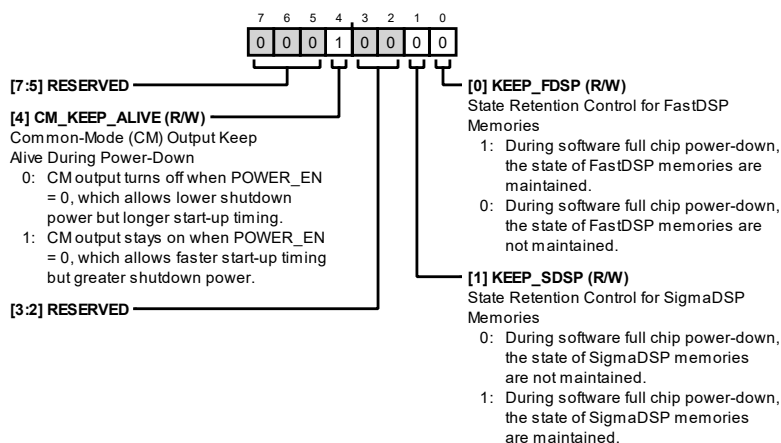 7 6 5 4 3 2 1 0
0 0 0 1 0 0 0 0
[7:5] RESERVED
[4] CM_KEEP_ALIVE (R/W)
Common-Mode (CM) Output Keep
Alive During Power-Down
0: CM output turns off when POWER_EN
= 0, which allows lower shutdown
power but longer start-up timing.
1: CM output stays on when POWER_EN
= 0, which allows faster start-up timing
but greater shutdown power.
[3:2] RESERVED
[0] KEEP_FDSP (R/W)
State Retention Control for FastDSP
Memories
1: During software full chip power-down,
the state of FastDSP memories are
maintained.
0: During software full chip power-down,
the state of FastDSP memories are
not maintained.
[1] KEEP_SDSP (R/W)
State Retention Control for SigmaDSP
Memories
0: During software full chip power-down,
the state of SigmaDSP memories
are not maintained.
1: During software full chip power-down,
the state of SigmaDSP memories
are maintained.